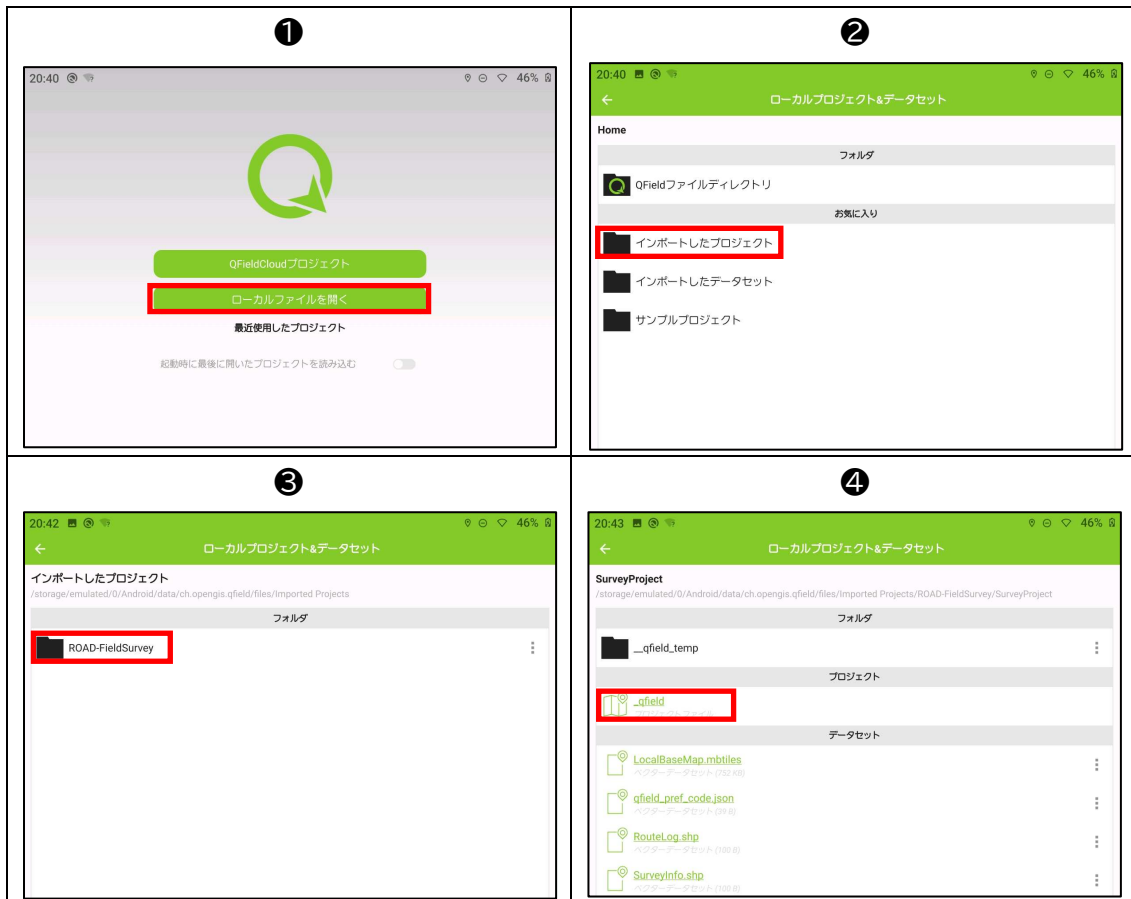 ❶
20:40
46%
QFieldCloudプロジェクト
ローカルファイルを開く
最近使用したプロジェクト
起動時に最後に開いたプロジェクトを読み込む
❷
20:40
46%
ローカルプロジェクト&データセット
Home
フォルダ
QFieldファイルディレクトリ
お気に入り
インポートしたプロジェクト
インポートしたデータセット
サンプルプロジェクト
❸
20:42
46%
ローカルプロジェクト&データセット
インポートしたプロジェクト
/storage/emulated/0/Android/data/ch.opengis.qfield/files/Imported Projects
フォルダ
ROAD-FieldSurvey
❹
20:43
46%
ローカルプロジェクト&データセット
SurveyProject
/storage/emulated/0/Android/data/ch.opengis.qfield/files/Imported Projects/ROAD-FieldSurvey/SurveyProject
フォルダ
__qfield_temp
プロジェクト
_qfield
プロジェクトファイル
データセット
LocalBaseMap.mbtiles
ベクターデータセット (732 KB)
qfield_pref_code.json
ベクターデータセット (39 B)
RouteLog.shp
ベクターデータセット (100 B)
SurveyInfo.shp
ベクターデータセット (100 B)